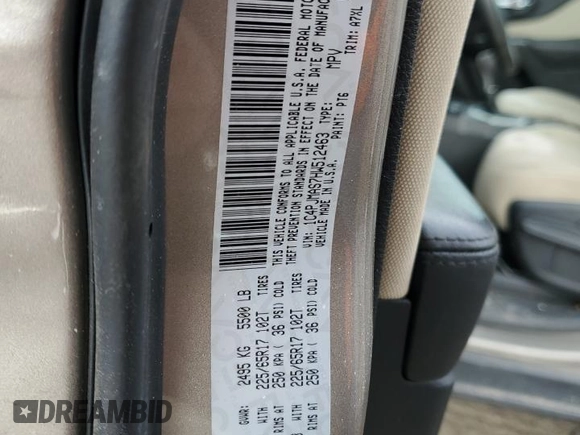 GVWR: 2495 KG 5500 LB
WITH 225/65R17 102T TIRES
RIMS AT 250 KPA ( 36 PSI) COLD
WITH 225/65R17 102T
RIMS AT 250 KPA ( 36 PSI) COLD
THIS VEHICLE CONFORMS TO ALL APPLICABLE U.S.A. FEDERAL MOTOR
THEFT PREVENTION STANDARDS IN EFFECT ON THE DATE OF MANUFAC
VIN: 1C4PJMAS7HW512463 TYPE: MPV
VEHICLE MADE IN U.S.A. PAINT: PT6 TRIM: A7XL
DREAMBID